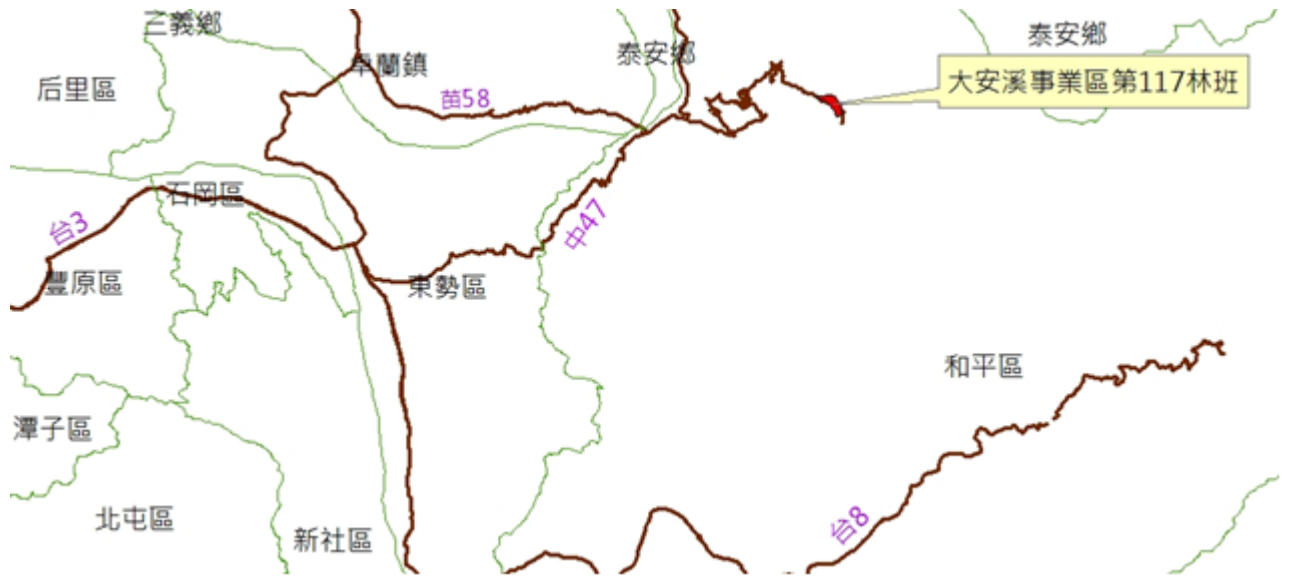 三義鄉
泰安鄉
泰安鄉
卓蘭鎮
后里區
苗58
大安溪事業區第117林班
石岡區
台3
中47
豐原區
東勢區
和平區
潭子區
北屯區
台8
新社區